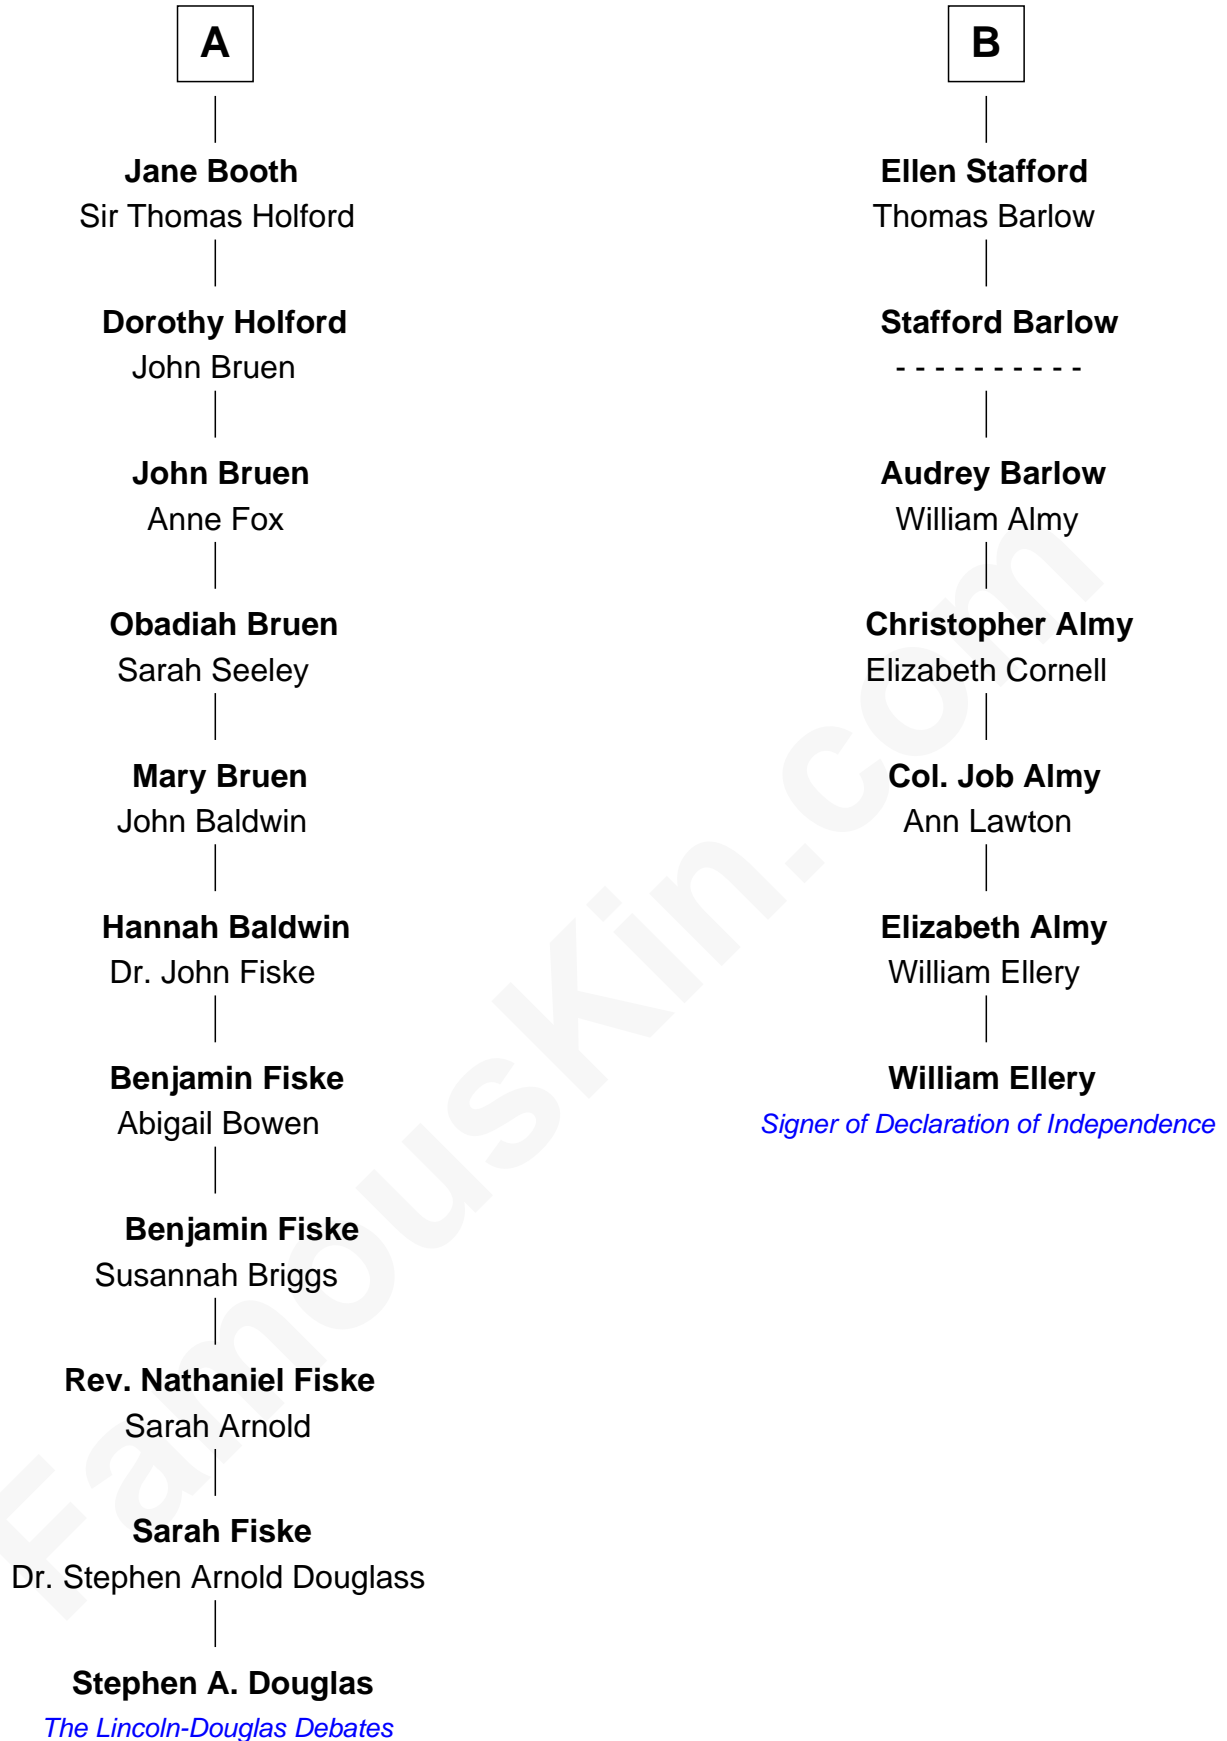 A
Jane Booth
Sir Thomas Holford
Dorothy Holford
John Bruen
John Bruen
Anne Fox
Obadiah Bruen
Sarah Seeley
Mary Bruen
John Baldwin
Hannah Baldwin
Dr. John Fiske
Benjamin Fiske
Abigail Bowen
Benjamin Fiske
Susannah Briggs
Rev. Nathaniel Fiske
Sarah Arnold
Sarah Fiske
Dr. Stephen Arnold Douglass
Stephen A. Douglas
The Lincoln-Douglas Debates
B
Ellen Stafford
Thomas Barlow
Stafford Barlow
- - - - - - - - - -
Audrey Barlow
William Almy
Christopher Almy
Elizabeth Cornell
Col. Job Almy
Ann Lawton
Elizabeth Almy
William Ellery
William Ellery
Signer of Declaration of Independence
FamousKin.com